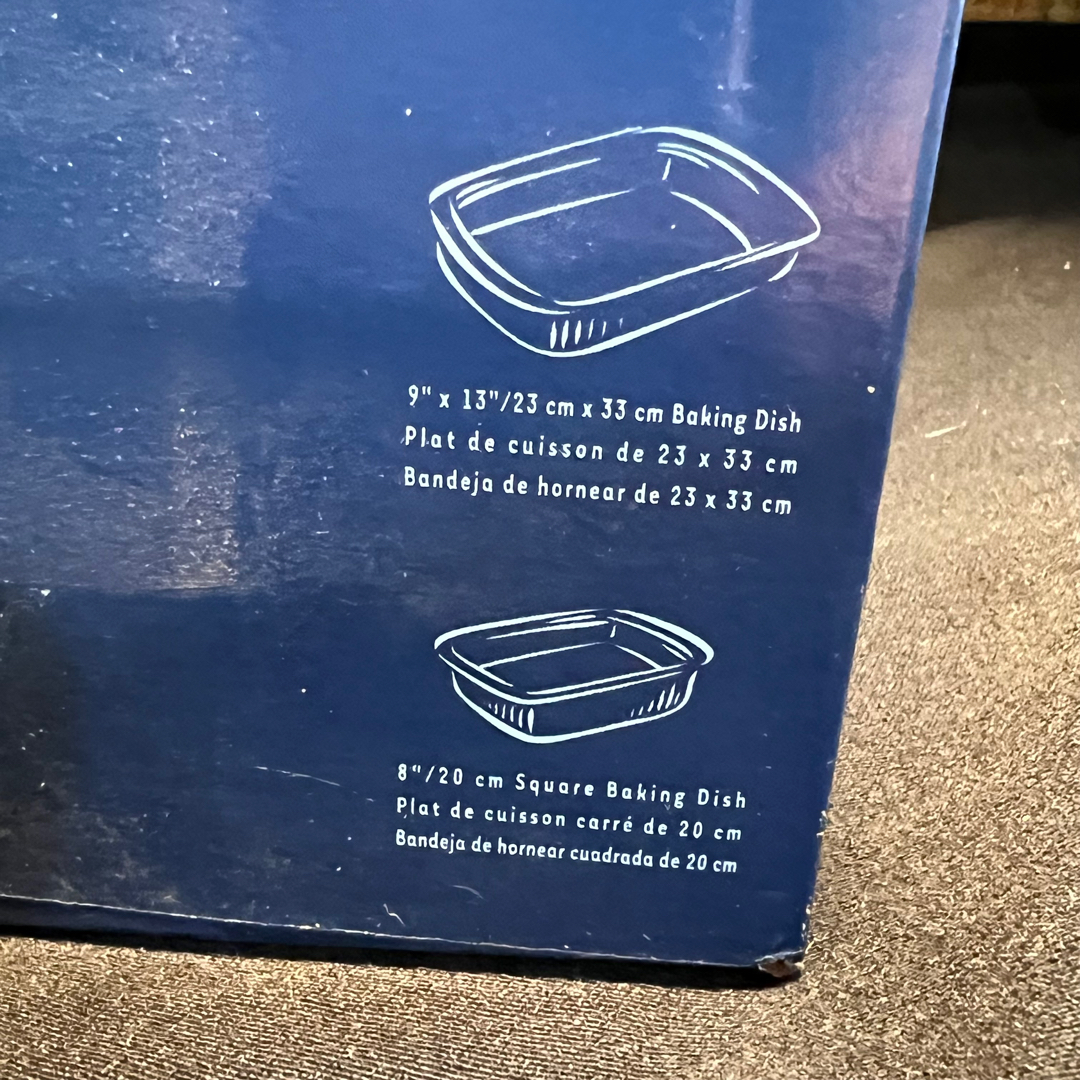 9" x 13"/23 cm x 33 cm Baking Dish
Plat de cuisson de 23 x 33 cm
Bandeja de hornear de 23 x 33 cm
8"/20 cm Square Baking Dish
Plat de cuisson carré de 20 cm
Bandeja de hornear cuadrada de 20 cm